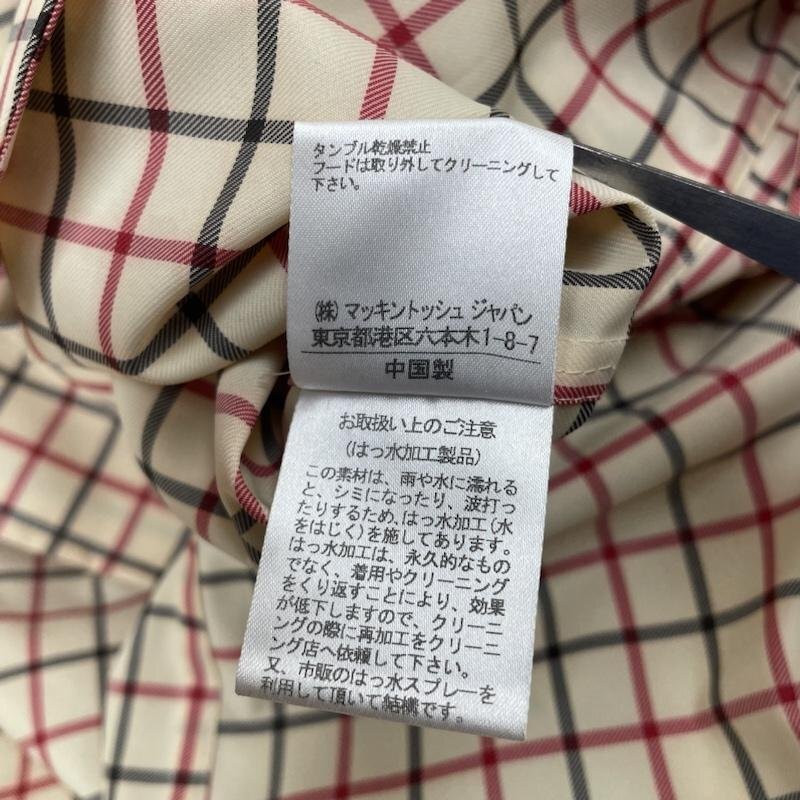 タンブル乾燥禁止
フードは取り外してクリーニングして
下さい。
(株) マッキントッシュ ジャパン
東京都港区六本木1-8-7
中国製
お取扱い上のご注意
(はっ水加工製品)
この素材は、雨や水に濡れる
と、シミになったり、波打っ
たりするため、はっ水加工(水
をはじく)を施してあります。
はっ水加工は、永久的なもの
でなく、着用やクリーニング
をくり返すことにより、効果
が低下しますので、クリーニ
ングの際に再加工をクリーニ
ング店へ依頼して下さい。
又、市販のはっ水スプレーを
利用して頂いて結構です。